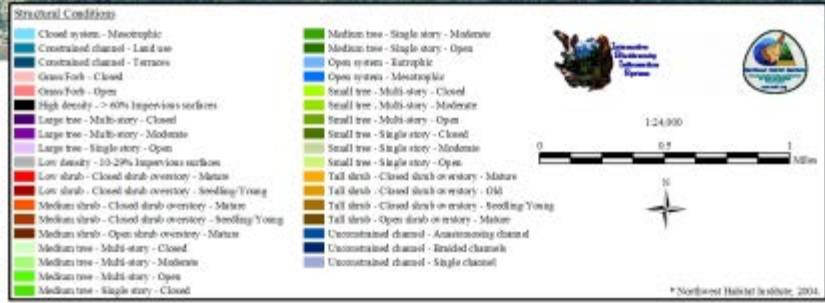 Structural Conditions
Closed system - Mesotrophic
Constrained channel - Land use
Constrained channel - Terraces
Grass/Forb - Closed
Grass/Forb - Open
High density - > 60% Impervious surfaces
Large tree - Multi-story - Closed
Large tree - Multi-story - Moderate
Large tree - Single story - Open
Low density - 10-29% Impervious surfaces
Low shrub - Closed shrub overstory - Mature
Low shrub - Closed shrub overstory - Seedling/Young
Medium shrub - Closed shrub overstory - Mature
Medium shrub - Closed shrub overstory - Seedling/Young
Medium shrub - Open shrub overstory - Mature
Medium tree - Multi-story - Closed
Medium tree - Multi-story - Moderate
Medium tree - Multi-story - Open
Medium tree - Single story - Closed
Medium tree - Single story - Moderate
Medium tree - Single story - Open
Open system - Eutrophic
Open system - Mesotrophic
Small tree - Multi-story - Closed
Small tree - Multi-story - Moderate
Small tree - Multi-story - Open
Small tree - Single story - Closed
Small tree - Single story - Moderate
Small tree - Single story - Open
Tall shrub - Closed shrub overstory - Mature
Tall shrub - Closed shrub overstory - Old
Tall shrub - Closed shrub overstory - Seedling/Young
Tall shrub - Open shrub overstory - Mature
Unconstrained channel - Anastomosing channel
Unconstrained channel - Braided channels
Unconstrained channel - Single channel
Interactive
Biodiversity
Information
System
1:24,000
0 0.5 1
Miles
N
* Northwest Habitat Institute, 2004.